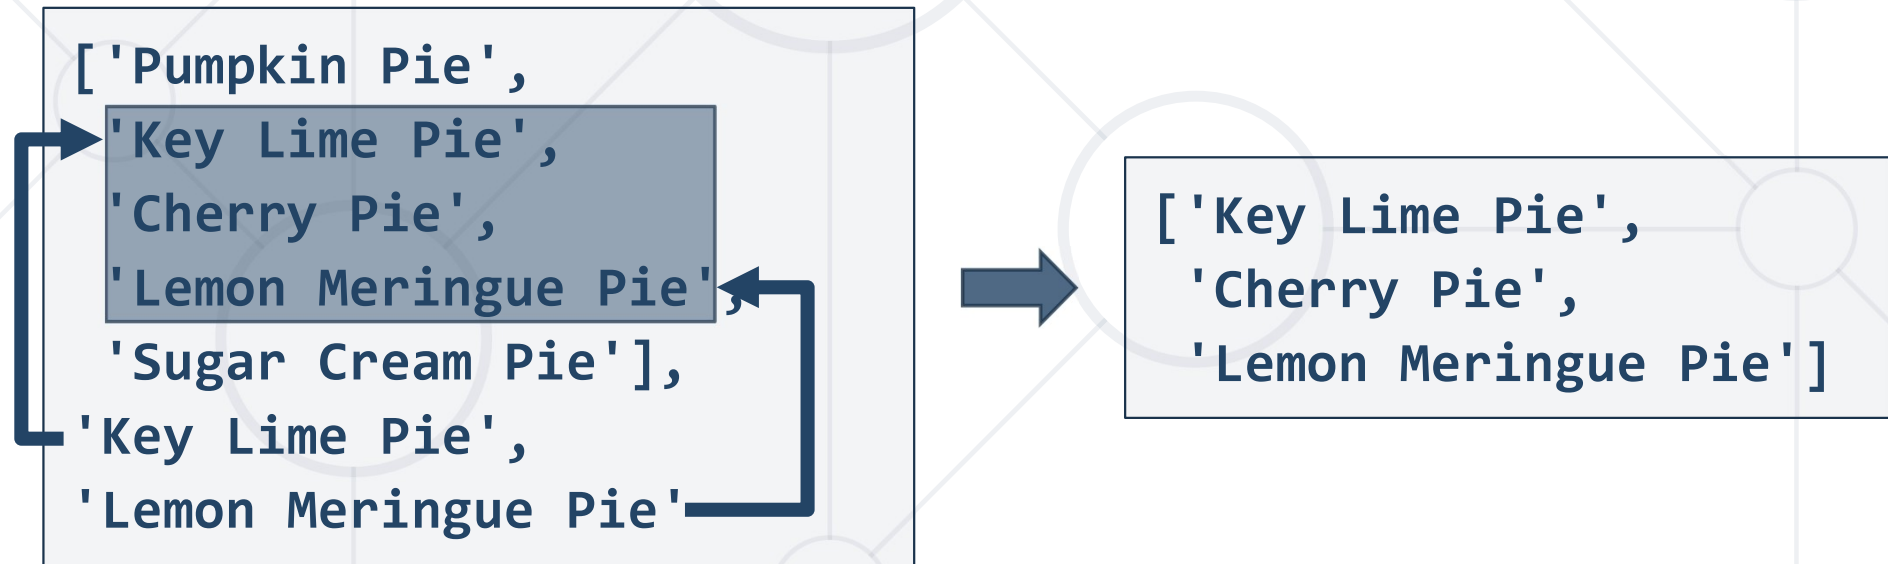 ['Pumpkin Pie',
'Key Lime Pie',
'Cherry Pie',
'Lemon Meringue Pie',
'Sugar Cream Pie'],
'Key Lime Pie',
'Lemon Meringue Pie'
['Key Lime Pie',
'Cherry Pie',
'Lemon Meringue Pie']